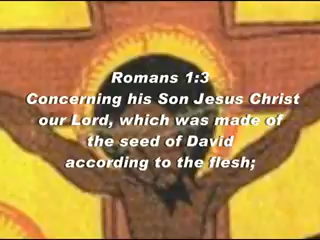 Romans 1:3
Concerning his Son Jesus Christ
our Lord, which was made of
the seed of David
according to the flesh;